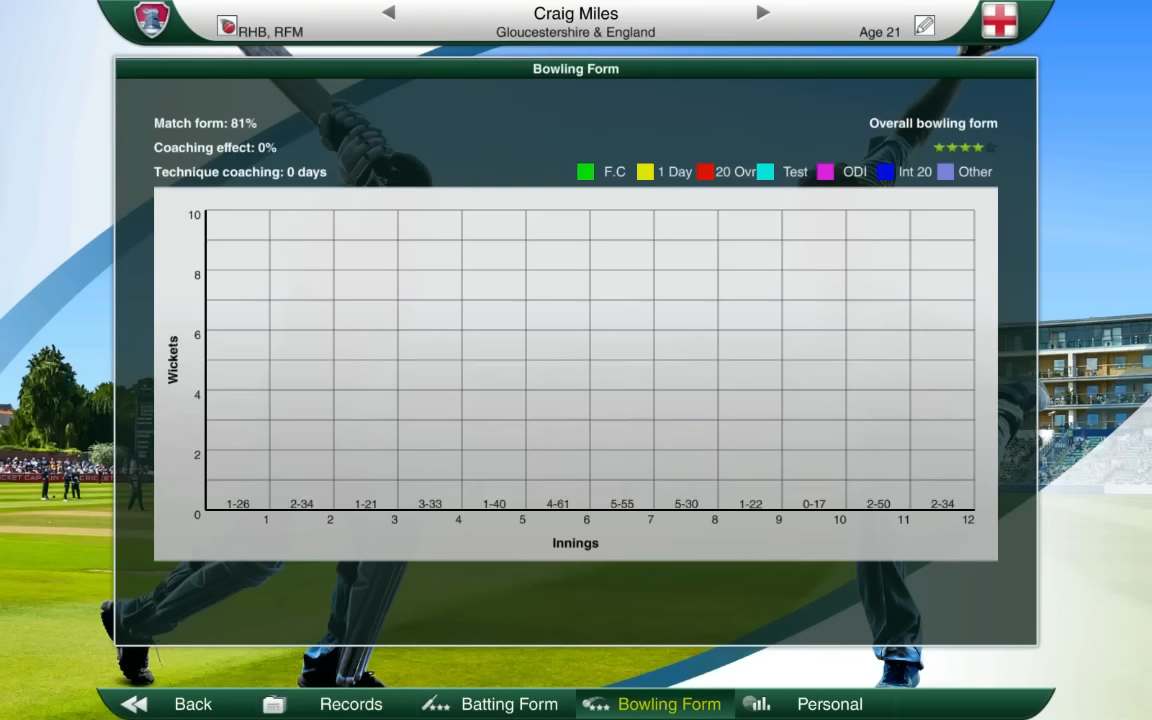 Craig Miles
RHB, RFM
Gloucestershire & England
Age 21
Bowling Form
Match form: 81%
Overall bowling form
Coaching effect: 0%
Technique coaching: 0 days
F.C 1 Day 20 Ovr Test ODI Int 20 Other
10
8
6
4
2
0
Wickets
1-26 2-34 1-21 3-33 1-40 4-61 5-55 5-30 1-22 0-17 2-50 2-34
1 2 3 4 5 6 7 8 9 10 11 12
Innings
Back Records Batting Form Bowling Form Personal